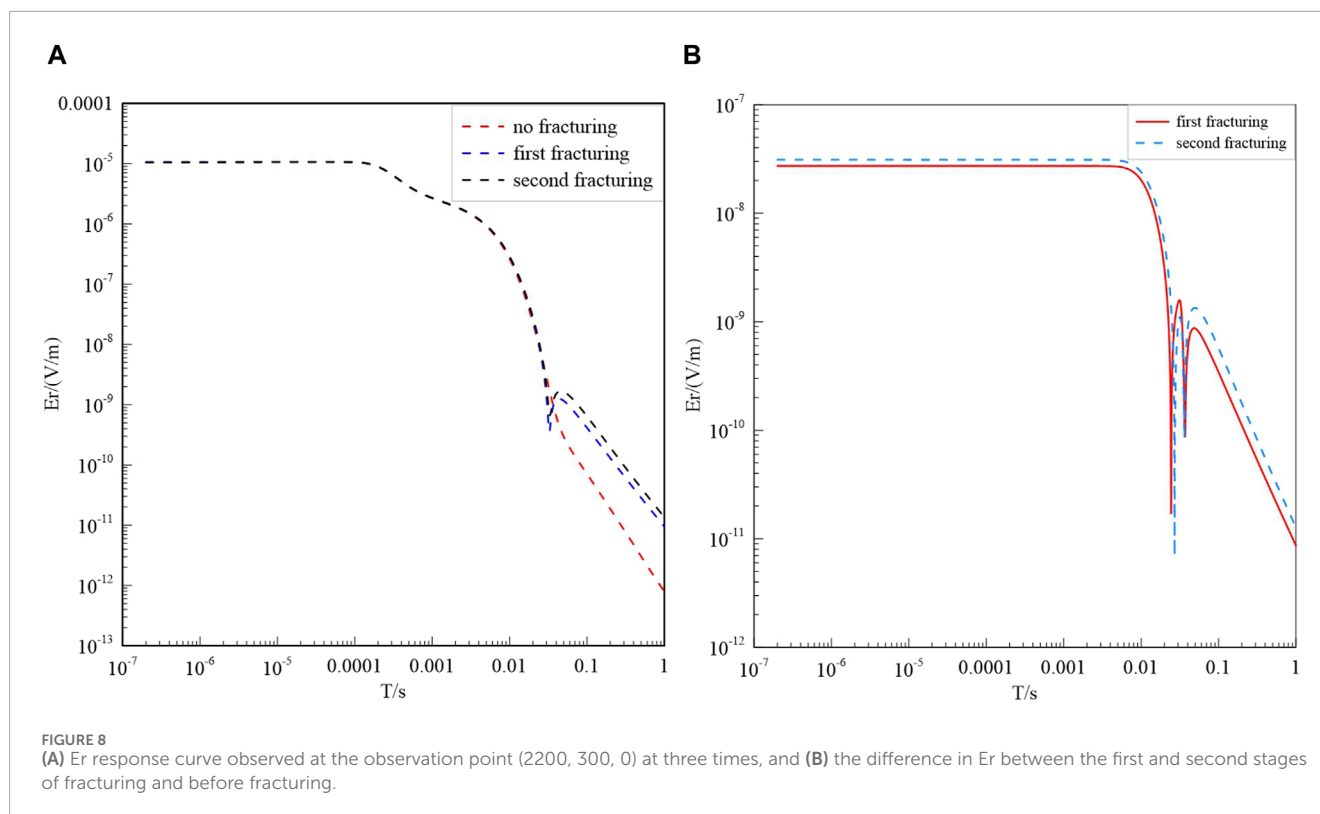 A
0.0001
10-5
10-6
10-7
10-8
10-9
10-10
10-11
10-12
10-13
Er/(V/m)
no fracturing
first fracturing
second fracturing
10-7
10-6
10-5
0.0001
0.001
0.01
0.1
1
T/s
B
10-7
10-8
10-9
10-10
10-11
10-12
Er/(V/m)
first fracturing
second fracturing
10-7
10-6
10-5
0.0001
0.001
0.01
0.1
1
T/s
FIGURE 8
(A) Er response curve observed at the observation point (2200, 300, 0) at three times, and (B) the difference in Er between the first and second stages
of fracturing and before fracturing.